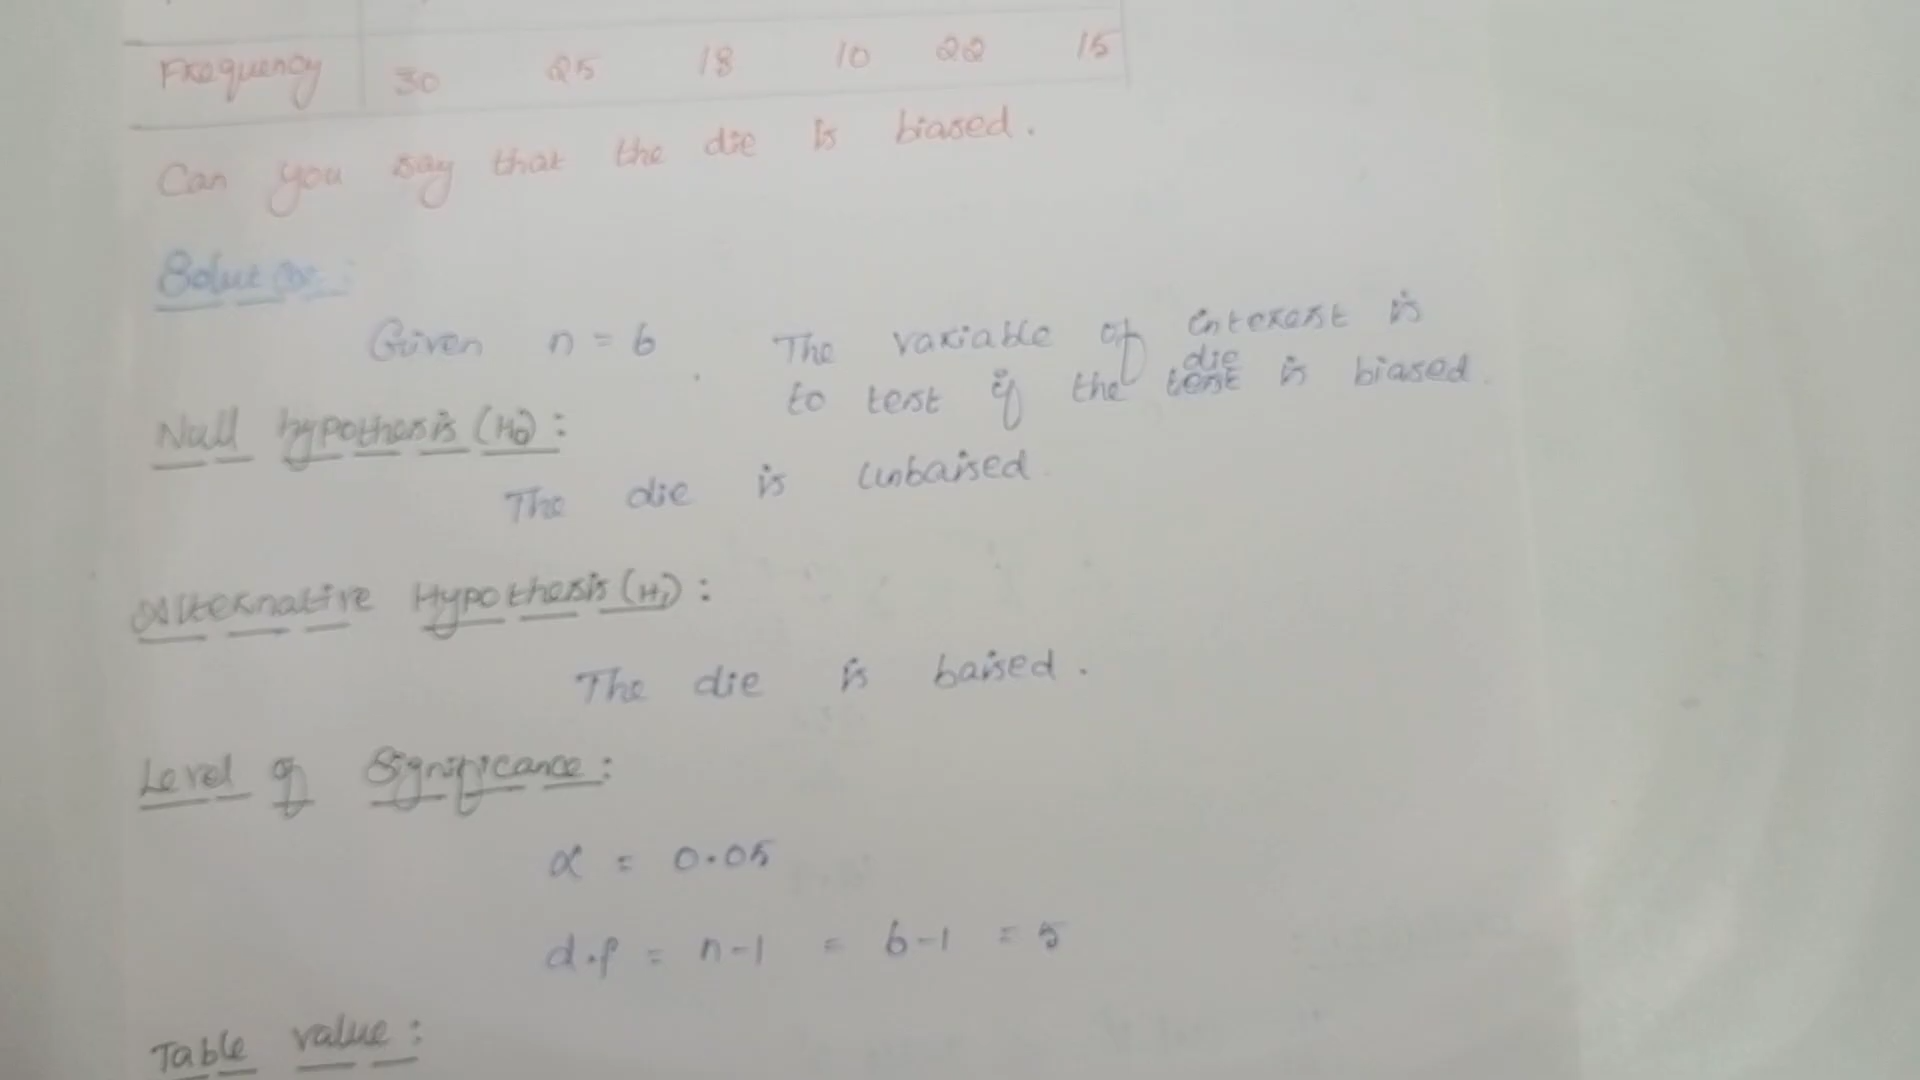 Frequency 30 25 18 10 22 15
Can you say that the die is biased.
Solution:
Given n = 6. The variable of interest is
to test if the die test is biased.
Null hypothesis (H0):
The die is unbaised
Alternative Hypothesis (H1):
The die is baised.
Level of Significance:
α = 0.05
d.f = n-1 = 6-1 = 5
Table value: